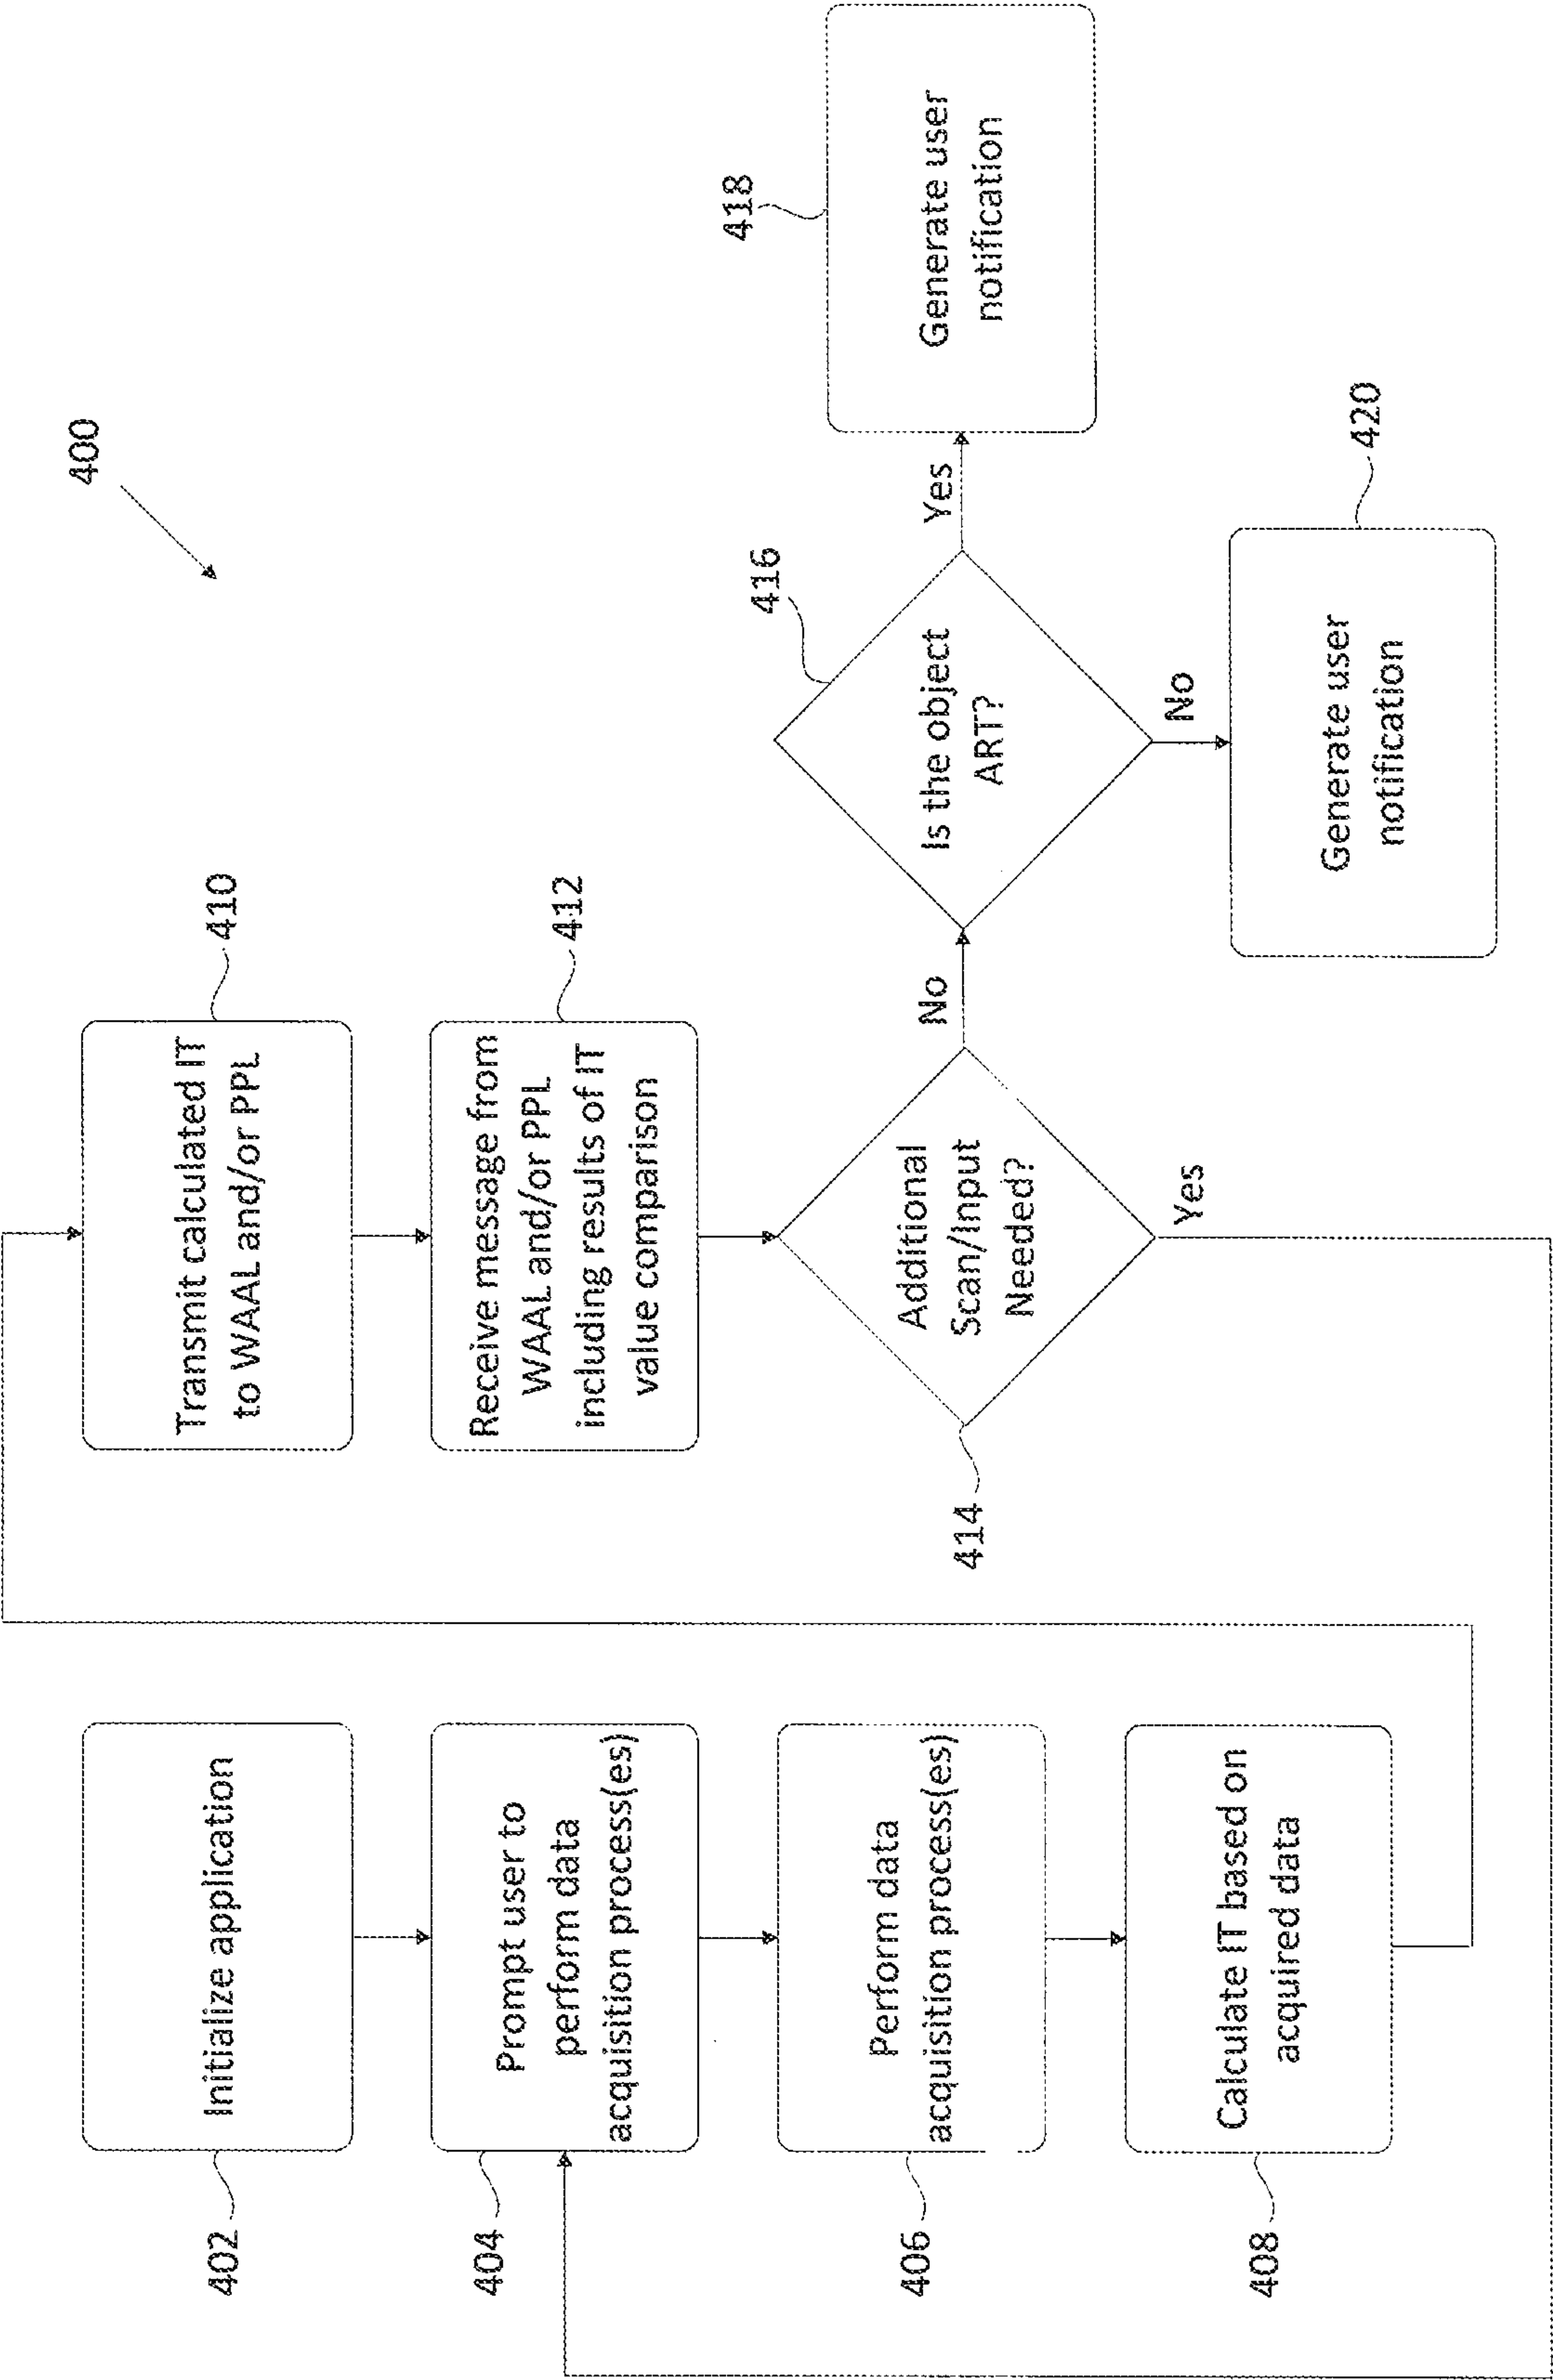 400
402
Initialize application
404
Prompt user to
perform data
acquisition process(es)
406
Perform data
acquisition process(es)
408
Calculate IT based on
acquired data
410
Transmit calculated IT
to WAAL and/or PPL
412
Receive message from
WAAL and/or PPL
including results of IT
value comparison
414
Additional
Scan/Input
Needed?
Yes
No
416
Is the object
ART?
Yes
No
418
Generate user
notification
420
Generate user
notification